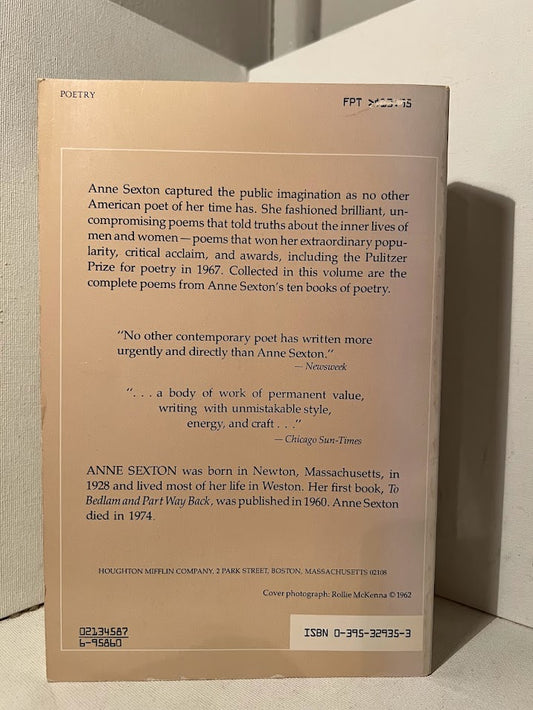 POETRY
FPT
Anne Sexton captured the public imagination as no other
American poet of her time has. She fashioned brilliant, un-
compromising poems that told truths about the inner lives of
men and women—poems that won her extraordinary popu-
larity, critical acclaim, and awards, including the Pulitzer
Prize for poetry in 1967. Collected in this volume are the
complete poems from Anne Sexton's ten books of poetry.
"No other contemporary poet has written more
urgently and directly than Anne Sexton."
— Newsweek
". . . a body of work of permanent value,
writing with unmistakable style,
energy, and craft . . ."
— Chicago Sun-Times
ANNE SEXTON was born in Newton, Massachusetts, in
1928 and lived most of her life in Weston. Her first book, To
Bedlam and Part Way Back, was published in 1960. Anne Sexton
died in 1974.
HOUGHTON MIFFLIN COMPANY, 2 PARK STREET, BOSTON, MASSACHUSETTS 02108
Cover photograph: Rollie McKenna © 1962
02134587
6-95860
ISBN 0-395-32935-3